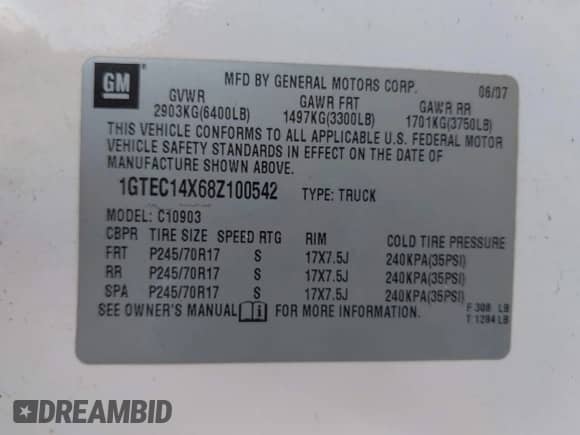 GM
MFD BY GENERAL MOTORS CORP. 06/07
GVWR GAWR FRT GAWR RR
2903KG(6400LB) 1497KG(3300LB) 1701KG(3750LB)
THIS VEHICLE CONFORMS TO ALL APPLICABLE U.S. FEDERAL MOTOR
VEHICLE SAFETY STANDARDS IN EFFECT ON THE DATE OF
MANUFACTURE SHOWN ABOVE.
1GTEC14X68Z100542 TYPE: TRUCK
MODEL: C10903
CBPR TIRE SIZE SPEED RTG RIM COLD TIRE PRESSURE
FRT P245/70R17 S 17X7.5J 240KPA(35PSI)
RR P245/70R17 S 17X7.5J 240KPA(35PSI)
SPA P245/70R17 S 17X7.5J 240KPA(35PSI)
SEE OWNER'S MANUAL FOR MORE INFORMATION.
F:308 LB
T:1284 LB
DREAMBID